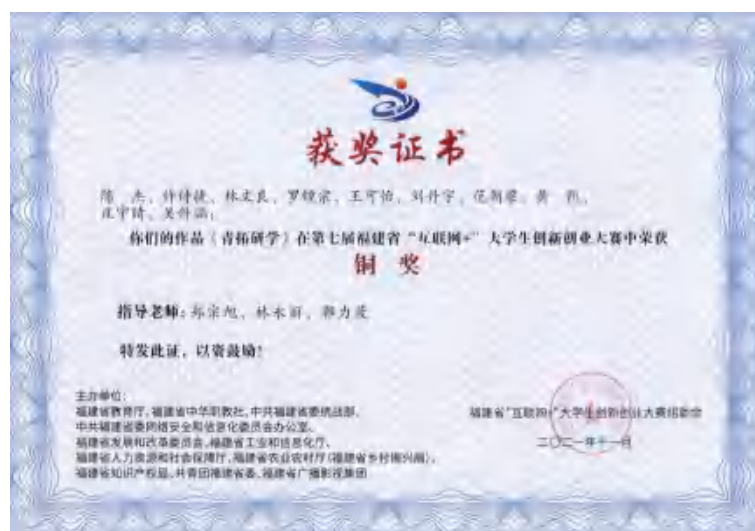 获奖证书
陈 杰、许诗捷、林文良、罗 、王可怡、刘丹宇、范 、黄 、
庄宇晴、吴 涵:
你们的作品《青拓研学》在第七届福建省“互联网+”大学生创新创业大赛中荣获
铜 奖
指导老师: 宗旭、林永 、郭力
特发此证,以资鼓励!
主办单位:
福建省教育厅、福建省中华职教社、中共福建省委统战部、
中共福建省委网络安全和信息化委员会办公室、
福建省发展和改革委员会、福建省工业和信息化厅、
福建省人力资源和社会保障厅、福建省农业农村厅(福建省乡村振兴局)、
福建省知识产权局、共青团福建省委、福建省广播影视集团
福建省“互联网+”大学生创新创业大赛组委会
二〇二一年十一月